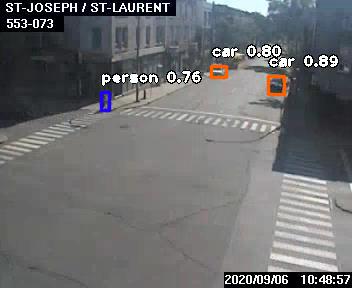 ST-JOSEPH / ST-LAURENT
553-073
car 0.80
car 0.89
person 0.76
2020/09/06 10:48:57